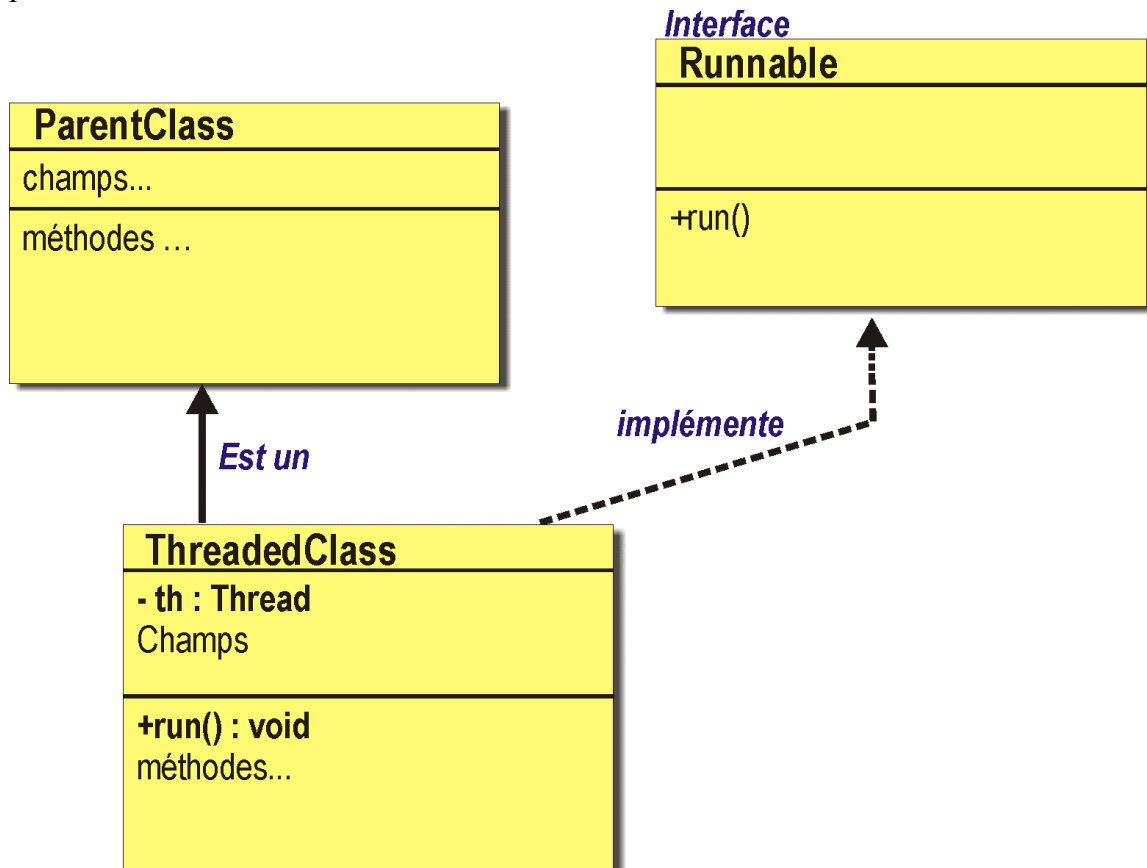 Interface
Runnable
+run()
ParentClass
champs...
méthodes ...
Est un
implémente
ThreadedClass
- th : Thread
Champs
+run() : void
méthodes...